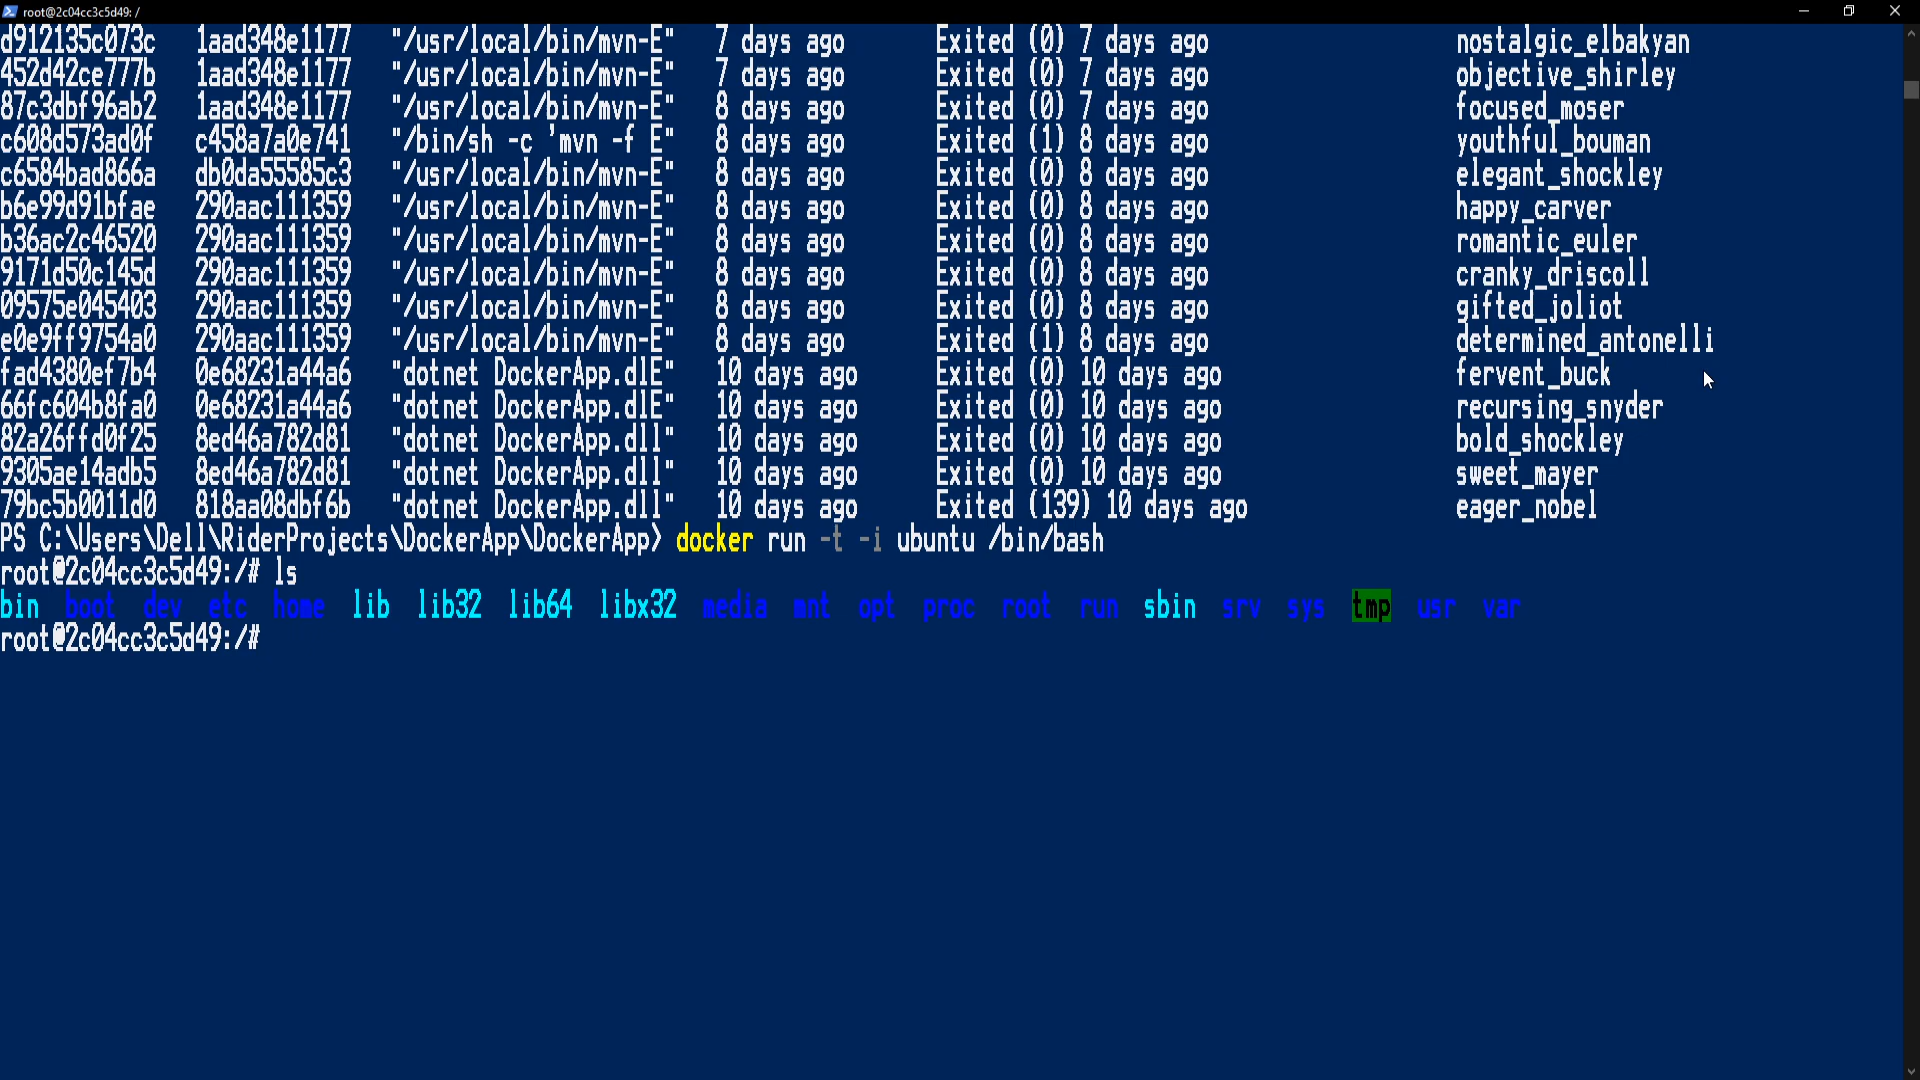 root@2c04cc3c5d49: /
d912135c073c 1aad348e1177 "/usr/local/bin/mvn-E" 7 days ago Exited (0) 7 days ago nostalgic_elbakyan
452d42ce777b 1aad348e1177 "/usr/local/bin/mvn-E" 7 days ago Exited (0) 7 days ago objective_shirley
87c3dbf96ab2 1aad348e1177 "/usr/local/bin/mvn-E" 8 days ago Exited (0) 7 days ago focused_moser
c608d573ad0f c458a7a0e741 "/bin/sh -c 'mvn -f E" 8 days ago Exited (1) 8 days ago youthful_bouman
c6584bad866a db0da55585c3 "/usr/local/bin/mvn-E" 8 days ago Exited (0) 8 days ago elegant_shockley
b6e99d91bfae 290aac111359 "/usr/local/bin/mvn-E" 8 days ago Exited (0) 8 days ago happy_carver
b36ac2c46520 290aac111359 "/usr/local/bin/mvn-E" 8 days ago Exited (0) 8 days ago romantic_euler
9171d50c145d 290aac111359 "/usr/local/bin/mvn-E" 8 days ago Exited (0) 8 days ago cranky_driscoll
09575e045403 290aac111359 "/usr/local/bin/mvn-E" 8 days ago Exited (0) 8 days ago gifted_joliot
e0e9ff9754a0 290aac111359 "/usr/local/bin/mvn-E" 8 days ago Exited (1) 8 days ago determined_antonelli
fad4380ef7b4 0e68231a44a6 "dotnet DockerApp.dlE" 10 days ago Exited (0) 10 days ago fervent_buck
66fc604b8fa0 0e68231a44a6 "dotnet DockerApp.dlE" 10 days ago Exited (0) 10 days ago recursing_snyder
82a26ffd0f25 8ed46a782d81 "dotnet DockerApp.dll" 10 days ago Exited (0) 10 days ago bold_shockley
9305ae14adb5 8ed46a782d81 "dotnet DockerApp.dll" 10 days ago Exited (0) 10 days ago sweet_mayer
79bc5b0011d0 818aa08dbf6b "dotnet DockerApp.dll" 10 days ago Exited (139) 10 days ago eager_nobel
PS C:\Users\Dell\RiderProjects\DockerApp\DockerApp> docker run -t -i ubuntu /bin/bash
root@2c04cc3c5d49:/# ls
bin boot dev etc home lib lib32 lib64 libx32 media mnt opt proc root run sbin srv sys tmp usr var
root@2c04cc3c5d49:/#